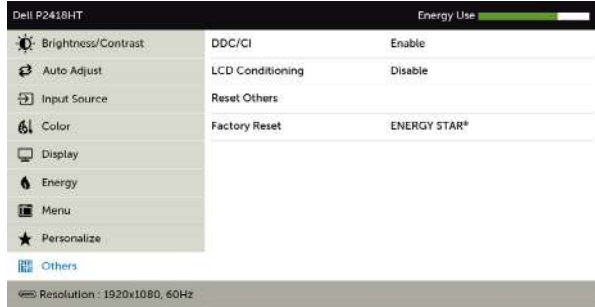 Dell P2418HT Energy Use
Brightness/Contrast DDC/CI Enable
Auto Adjust LCD Conditioning Disable
Input Source Reset Others
Color Factory Reset ENERGY STAR®
Display
Energy
Menu
Personalize
Others
Resolution : 1920x1080, 60Hz